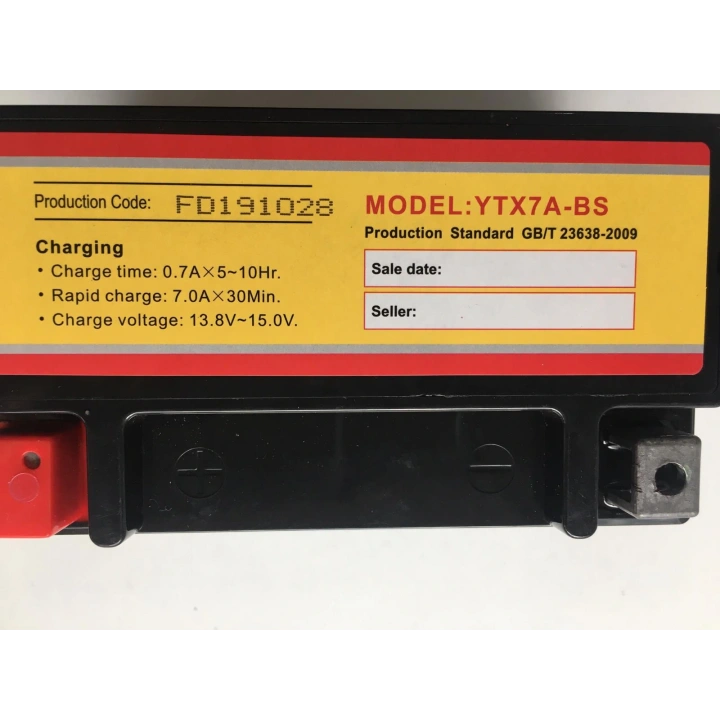 Production Code: FD191028
Charging
• Charge time: 0.7A×5~10Hr.
• Rapid charge: 7.0A×30Min.
• Charge voltage: 13.8V~15.0V.
MODEL:YTX7A-BS
Production Standard GB/T 23638-2009
Sale date:
Seller:
+ −